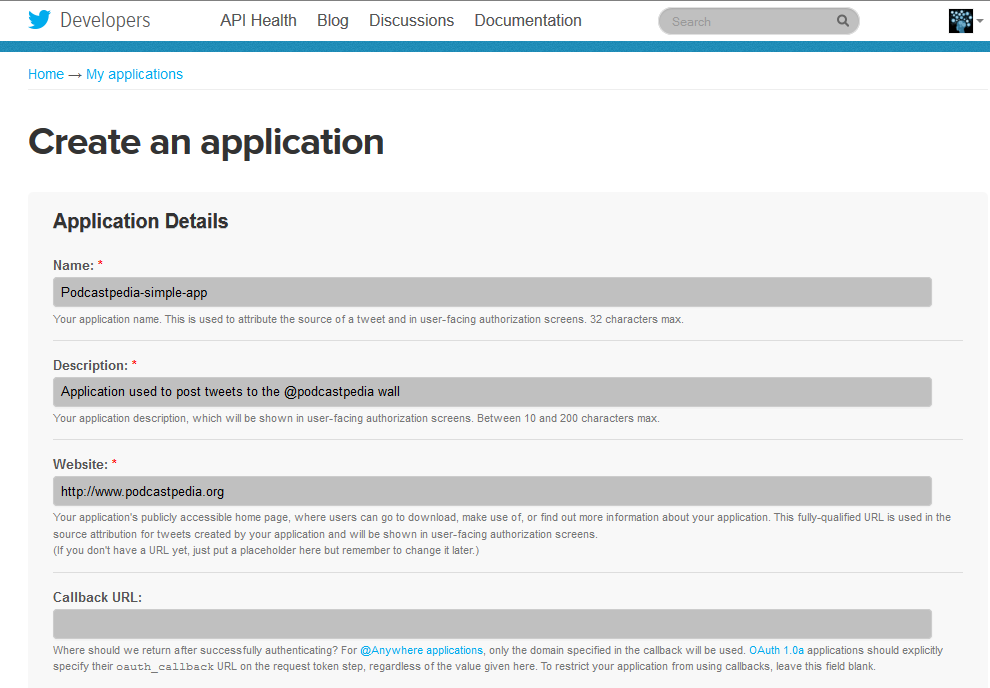 Developers API Health Blog Discussions Documentation Search
Home → My applications
Create an application
Application Details
Name: *
Podcastpedia-simple-app
Your application name. This is used to attribute the source of a tweet and in user-facing authorization screens. 32 characters max.
Description: *
Application used to post tweets to the @podcastpedia wall
Your application description, which will be shown in user-facing authorization screens. Between 10 and 200 characters max.
Website: *
http://www.podcastpedia.org
Your application's publicly accessible home page, where users can go to download, make use of, or find out more information about your application. This fully-qualified URL is used in the
source attribution for tweets created by your application and will be shown in user-facing authorization screens.
(If you don't have a URL yet, just put a placeholder here but remember to change it later.)
Callback URL:
Where should we return after successfully authenticating? For @Anywhere applications, only the domain specified in the callback will be used. OAuth 1.0a applications should explicitly
specify their oauth_callback URL on the request token step, regardless of the value given here. To restrict your application from using callbacks, leave this field blank.